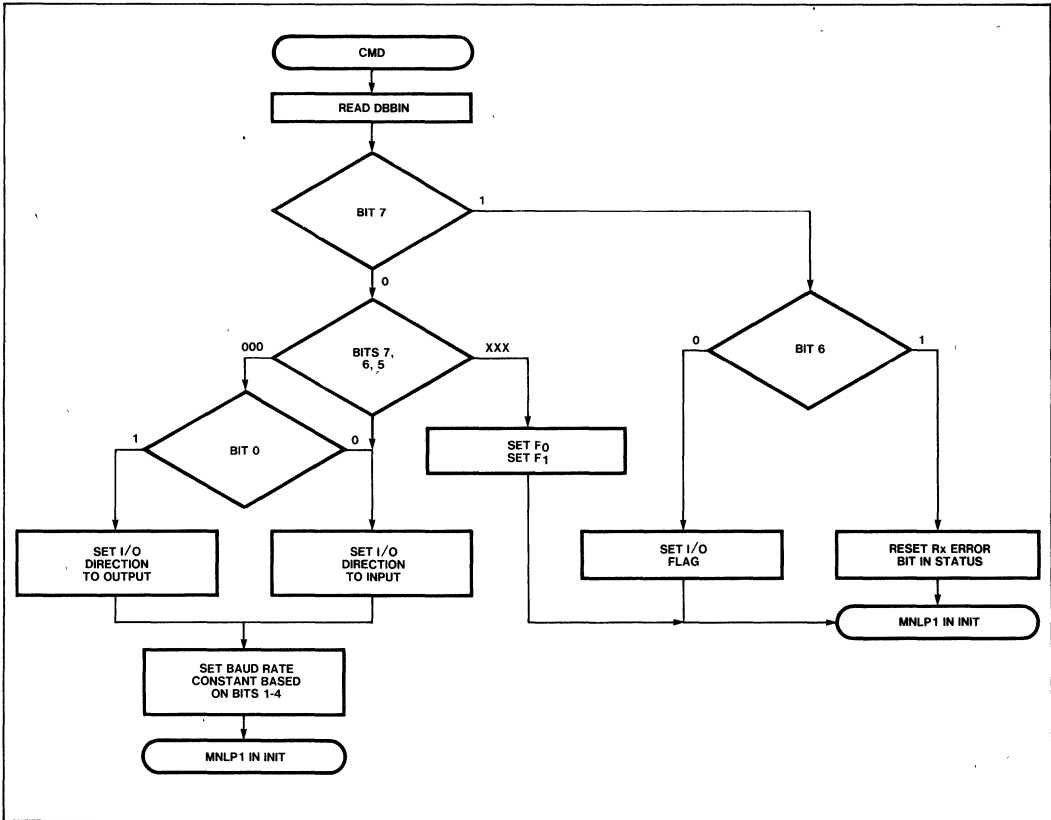 CMD
READ DBBIN
BIT 7
1
0
BITS 7,
6, 5
000
XXX
BIT 6
0
1
BIT 0
1
0
SET F0
SET F1
SET I/O
DIRECTION
TO OUTPUT
SET I/O
DIRECTION
TO INPUT
SET I/O
FLAG
RESET Rx ERROR
BIT IN STATUS
MNLP1 IN INIT
SET BAUD RATE
CONSTANT BASED
ON BITS 1-4
MNLP1 IN INIT